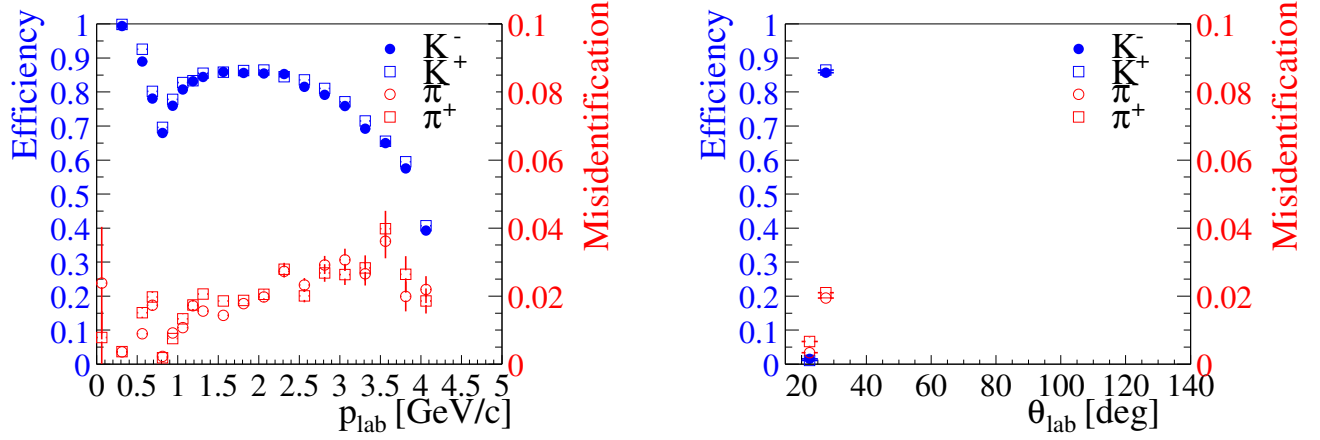 Efficiency
1
0.9
0.8
0.7
0.6
0.5
0.4
0.3
0.2
0.1
0
0 0.5 1 1.5 2 2.5 3 3.5 4 4.5 5
p_lab [GeV/c]
0.1
0.08
0.06
0.04
0.02
0
Misidentification
K⁻
K⁺
π⁻
π⁺
Efficiency
1
0.9
0.8
0.7
0.6
0.5
0.4
0.3
0.2
0.1
0
20 40 60 80 100 120 140
θ_lab [deg]
0.1
0.08
0.06
0.04
0.02
0
Misidentification
K⁻
K⁺
π⁻
π⁺